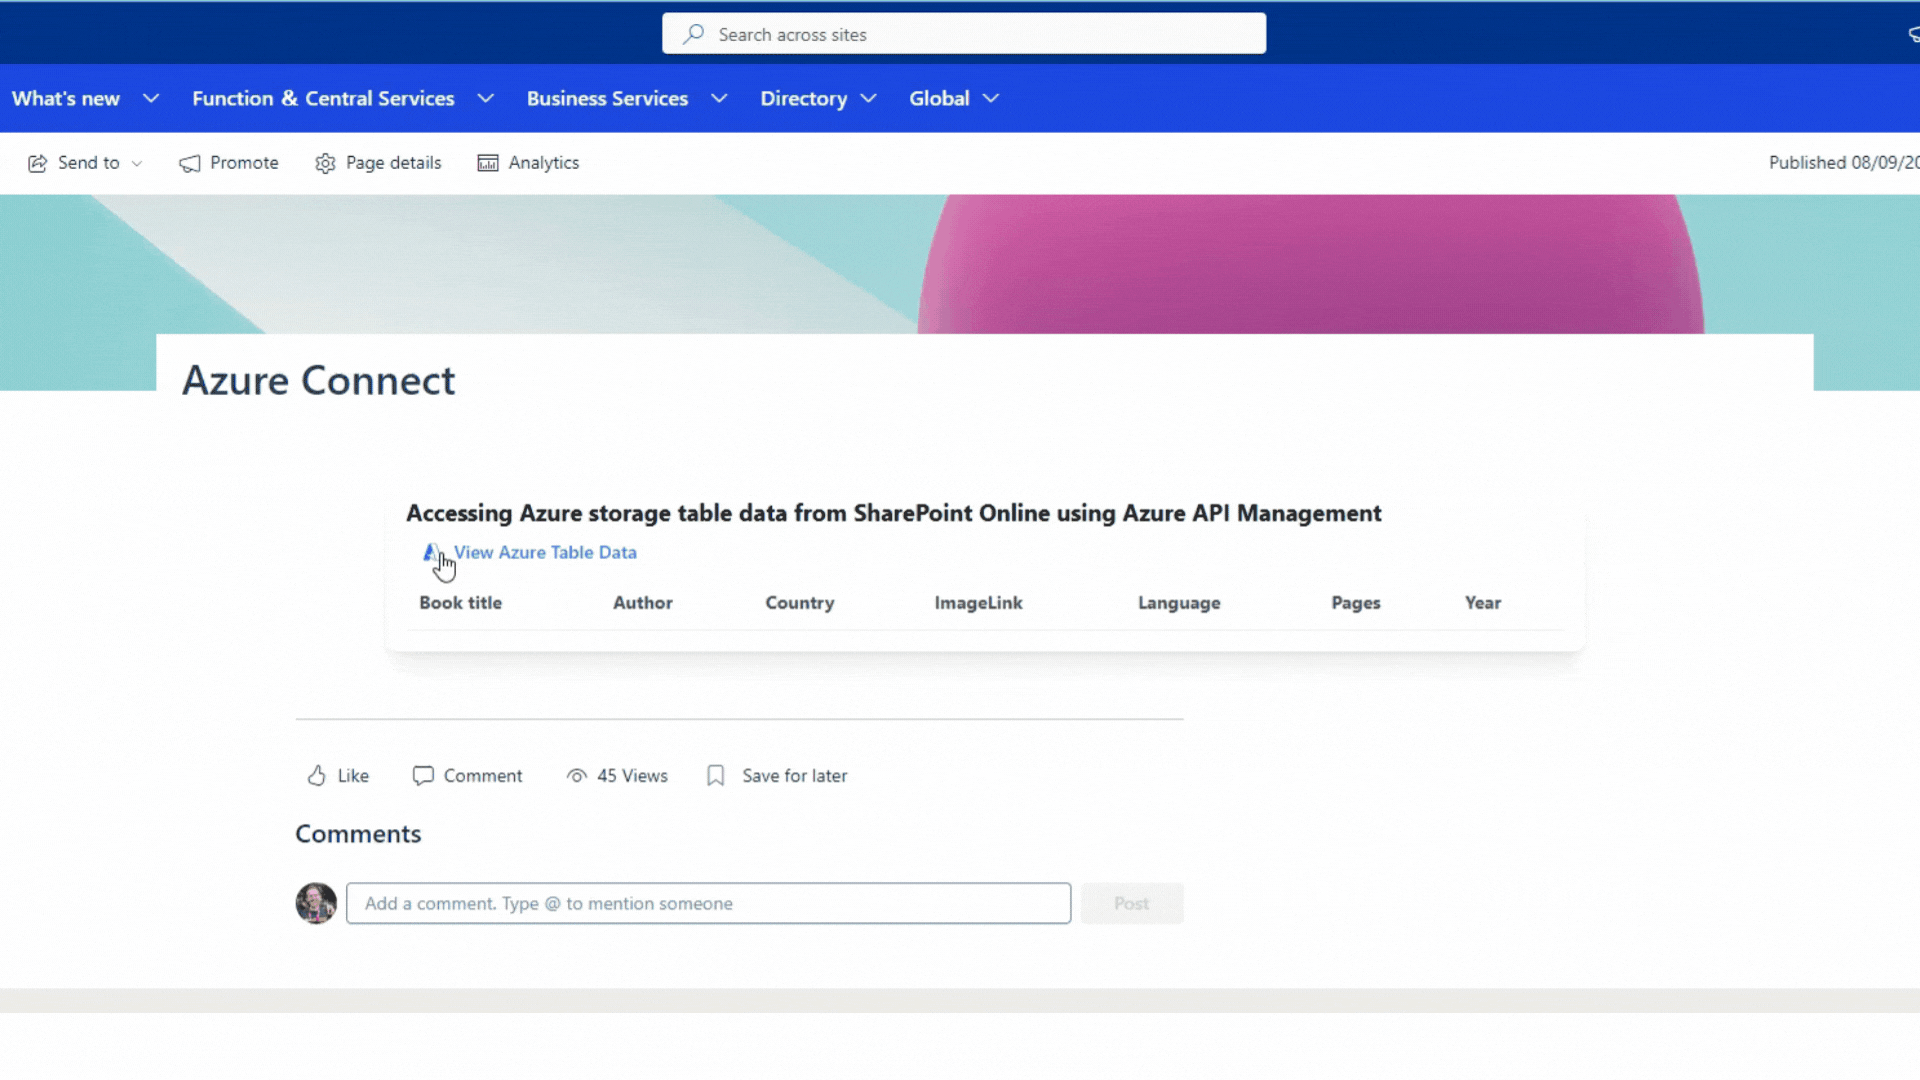 Search across sites
What's new Function & Central Services Business Services Directory Global
Send to Promote Page details Analytics Published 08/09/20
Azure Connect
Accessing Azure storage table data from SharePoint Online using Azure API Management
View Azure Table Data
Book title Author Country ImageLink Language Pages Year
Like Comment 45 Views Save for later
Comments
Add a comment. Type @ to mention someone Post